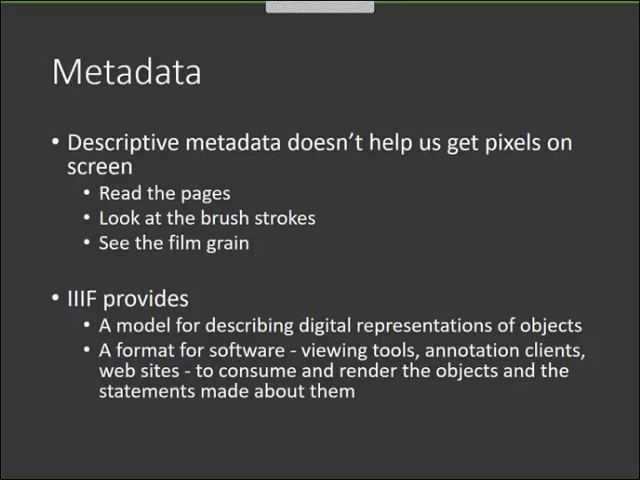 Metadata
• Descriptive metadata doesn’t help us get pixels on
screen
• Read the pages
• Look at the brush strokes
• See the film grain
• IIIF provides
• A model for describing digital representations of objects
• A format for software - viewing tools, annotation clients,
web sites - to consume and render the objects and the
statements made about them